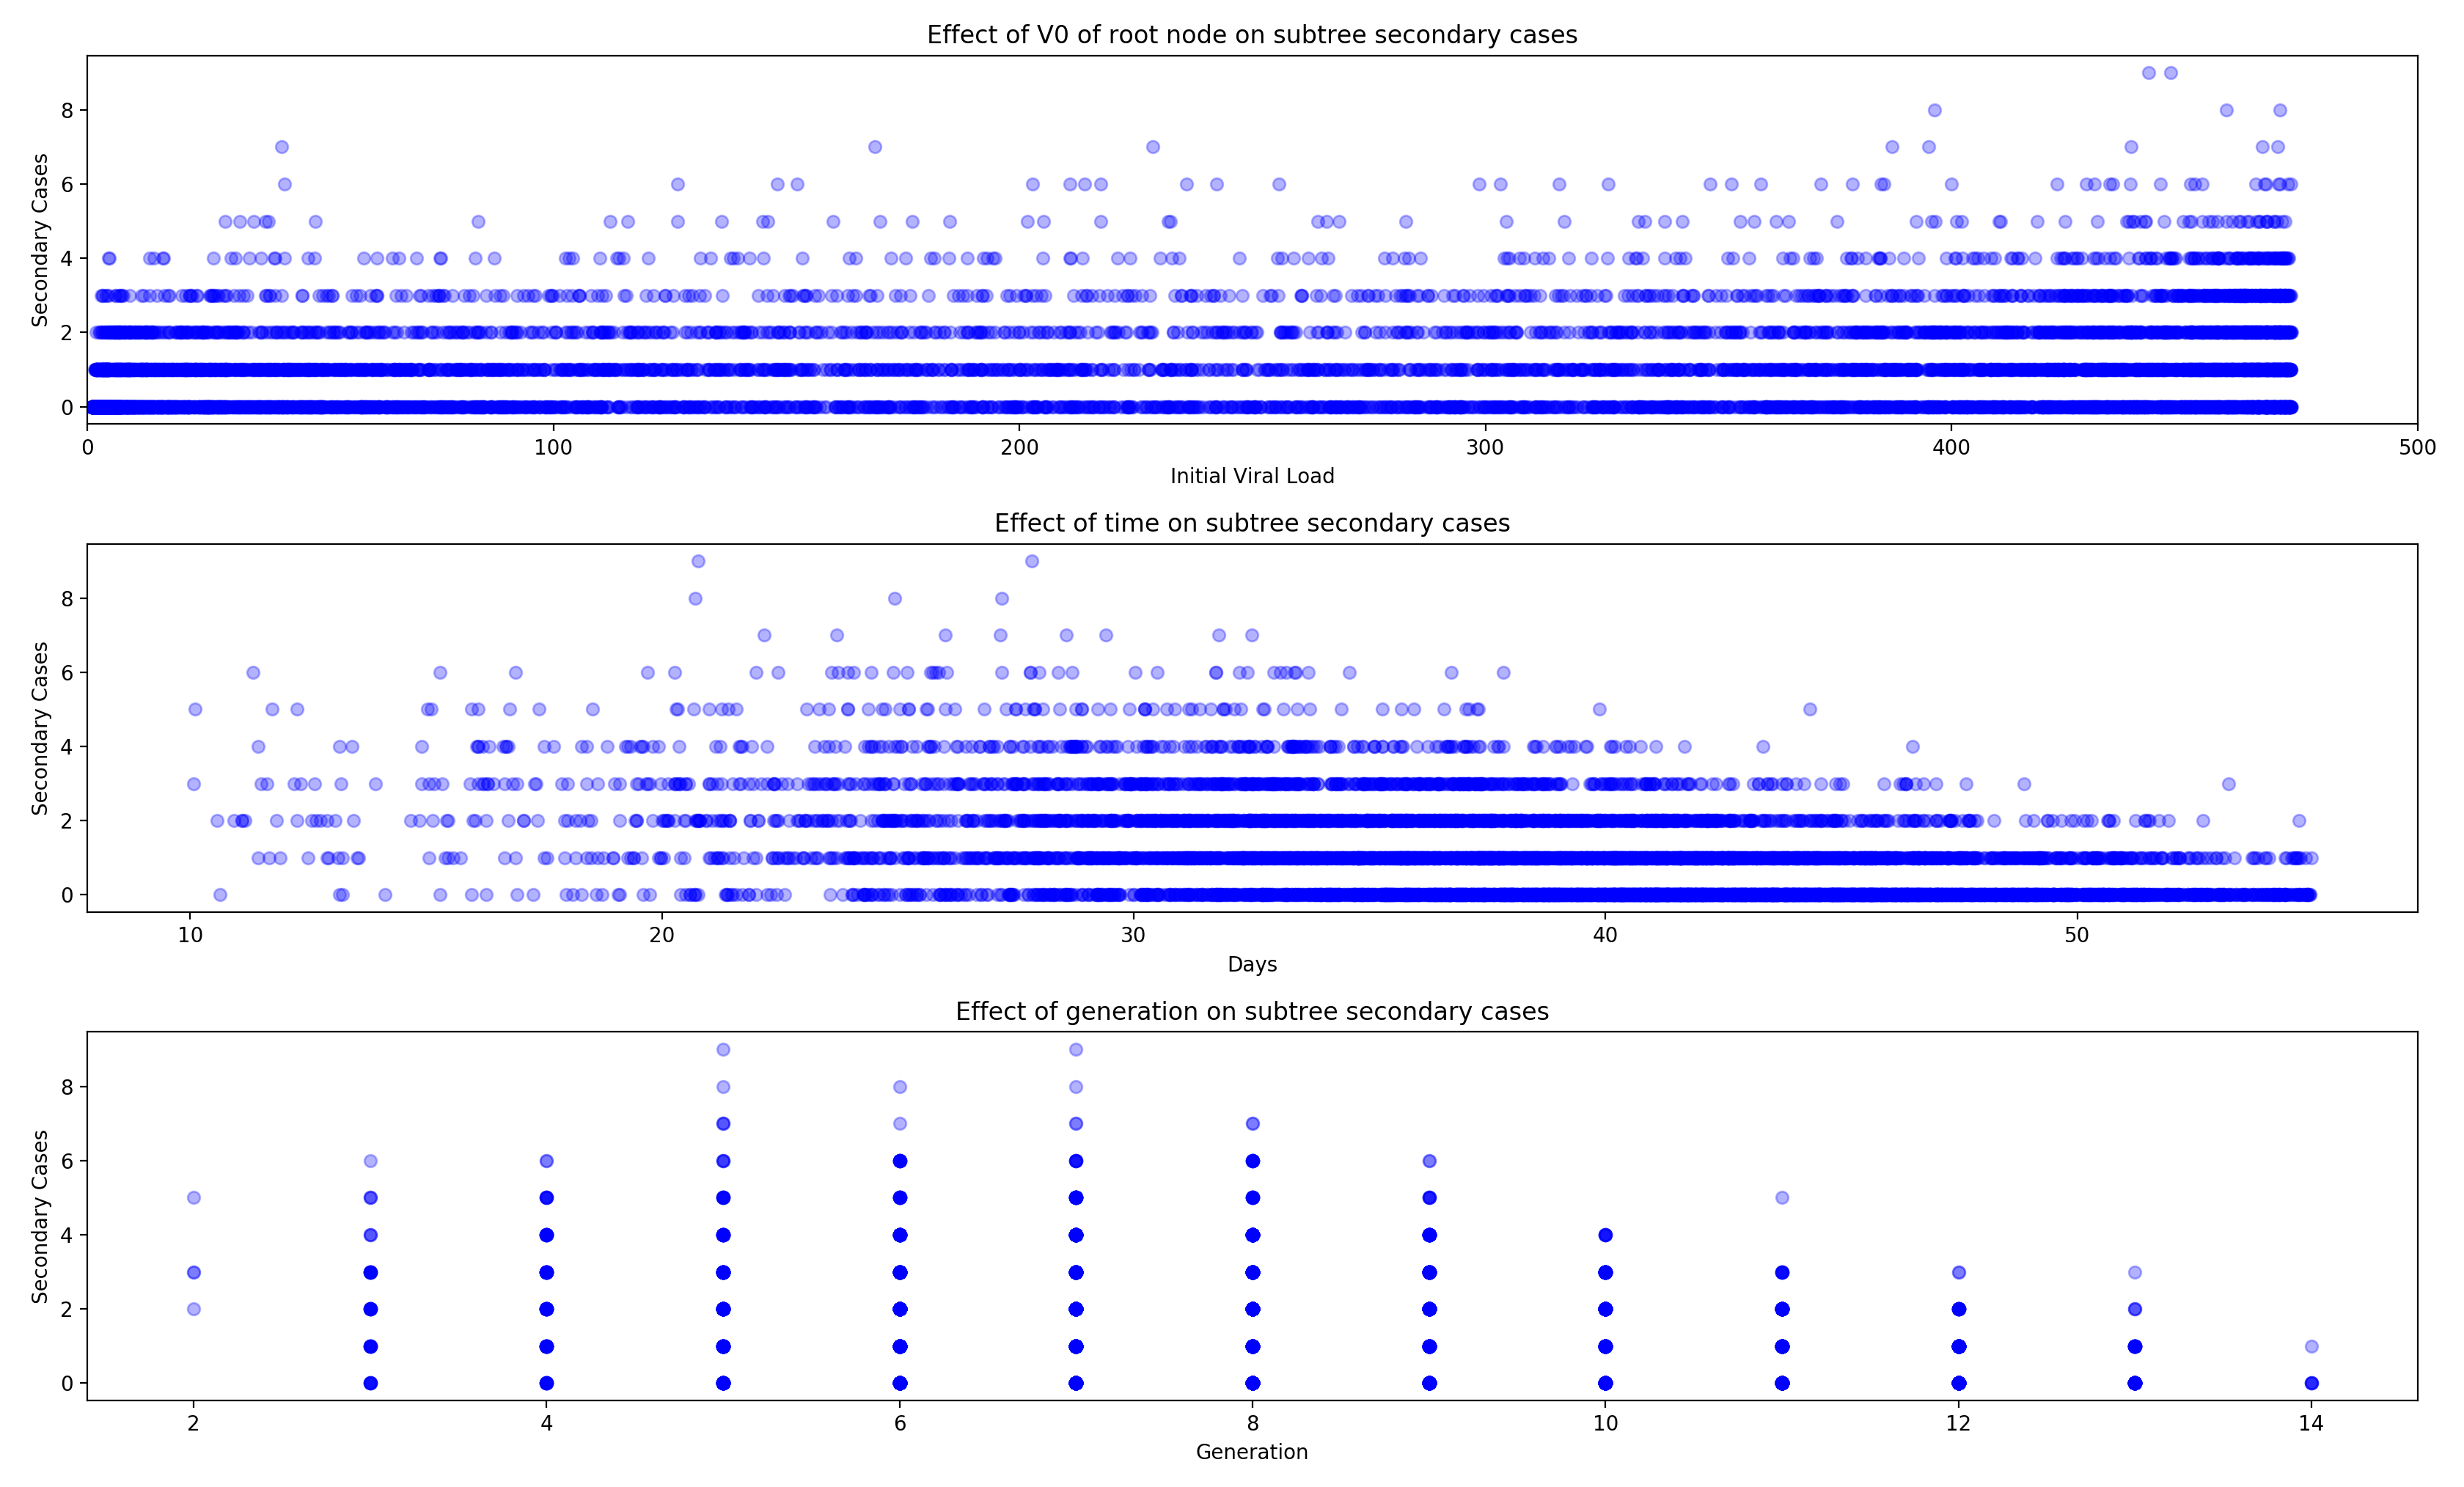 Effect of V0 of root node on subtree secondary cases
Secondary Cases
8
6
4
2
0
0 100 200 300 400 500
Initial Viral Load
Effect of time on subtree secondary cases
Secondary Cases
8
6
4
2
0
10 20 30 40 50
Days
Effect of generation on subtree secondary cases
Secondary Cases
8
6
4
2
0
2 4 6 8 10 12 14
Generation